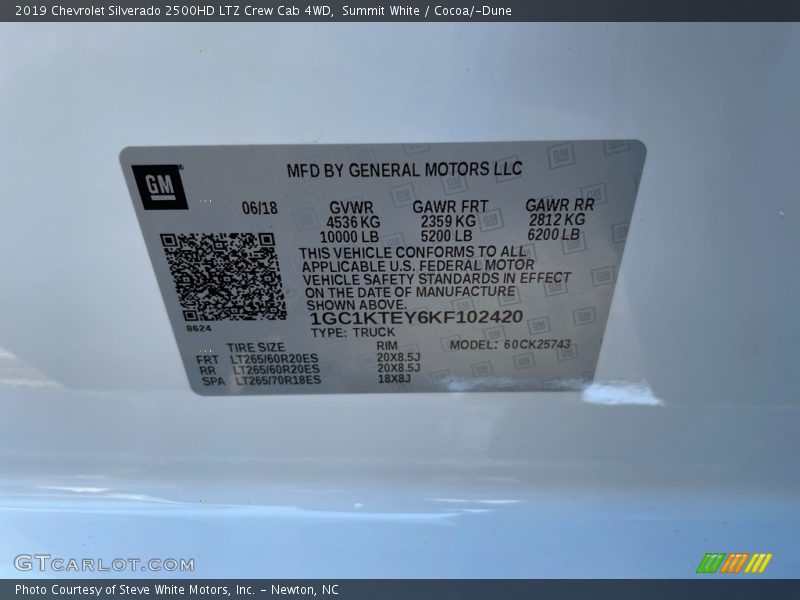 2019 Chevrolet Silverado 2500HD LTZ Crew Cab 4WD, Summit White / Cocoa/-Dune
GM
MFD BY GENERAL MOTORS LLC
06/18 GVWR GAWR FRT GAWR RR
4536 KG 2359 KG 2812 KG
10000 LB 5200 LB 6200 LB
THIS VEHICLE CONFORMS TO ALL
APPLICABLE U.S. FEDERAL MOTOR
VEHICLE SAFETY STANDARDS IN EFFECT
ON THE DATE OF MANUFACTURE
SHOWN ABOVE.
1GC1KTEY6KF102420
8624
TYPE: TRUCK
TIRE SIZE RIM MODEL: 60CK25743
FRT LT265/60R20ES 20X8.5J
RR LT265/60R20ES 20X8.5J
SPA LT265/70R18ES 18X8J
GTCARLOT.COM
Photo Courtesy of Steve White Motors, Inc. - Newton, NC